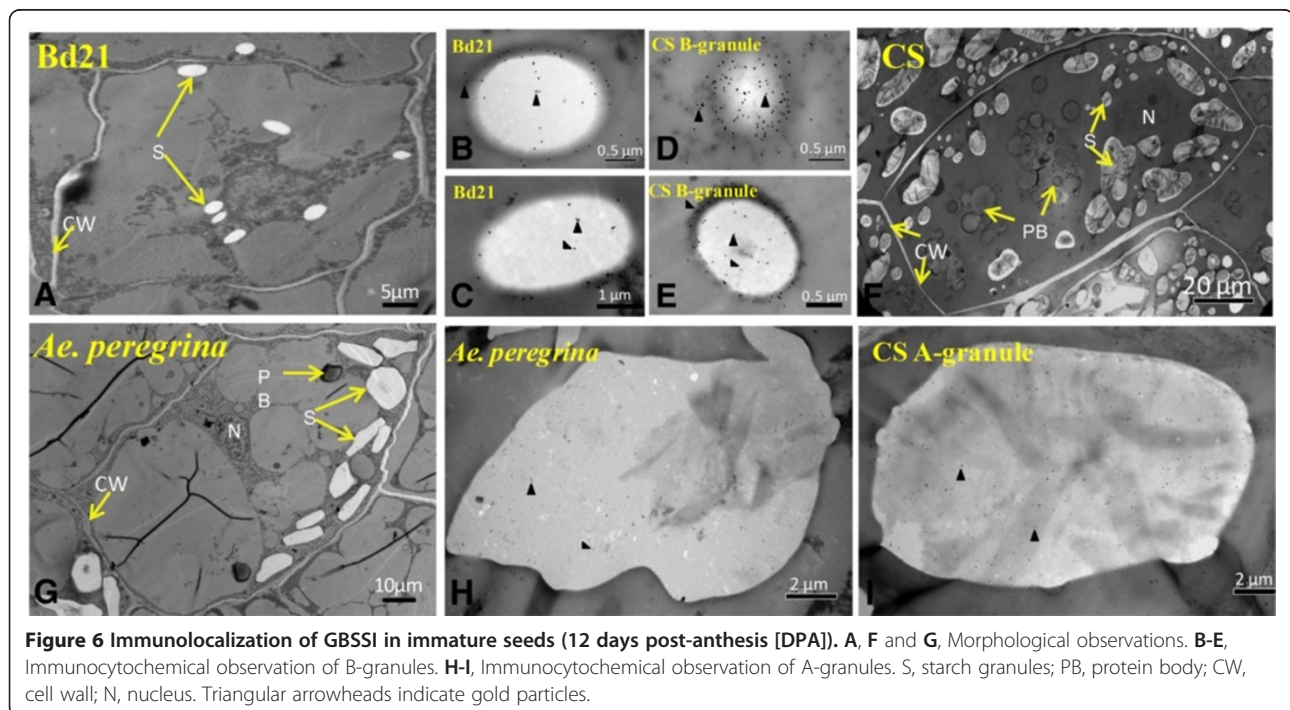 Bd21
S
CW
A
5µm
Bd21
B
0.5 µm
CS B-granule
D
0.5 µm
Bd21
C
1 µm
CS B-granule
E
0.5 µm
CS
N
S
PB
CW
F
20 µm
Ae. peregrina
P
B
S
N
CW
G
10µm
Ae. peregrina
H
2 µm
CS A-granule
I
2 µm
Figure 6 Immunolocalization of GBSSI in immature seeds (12 days post-anthesis [DPA]). A, F and G, Morphological observations. B-E,
Immunocytochemical observation of B-granules. H-I, Immunocytochemical observation of A-granules. S, starch granules; PB, protein body; CW,
cell wall; N, nucleus. Triangular arrowheads indicate gold particles.